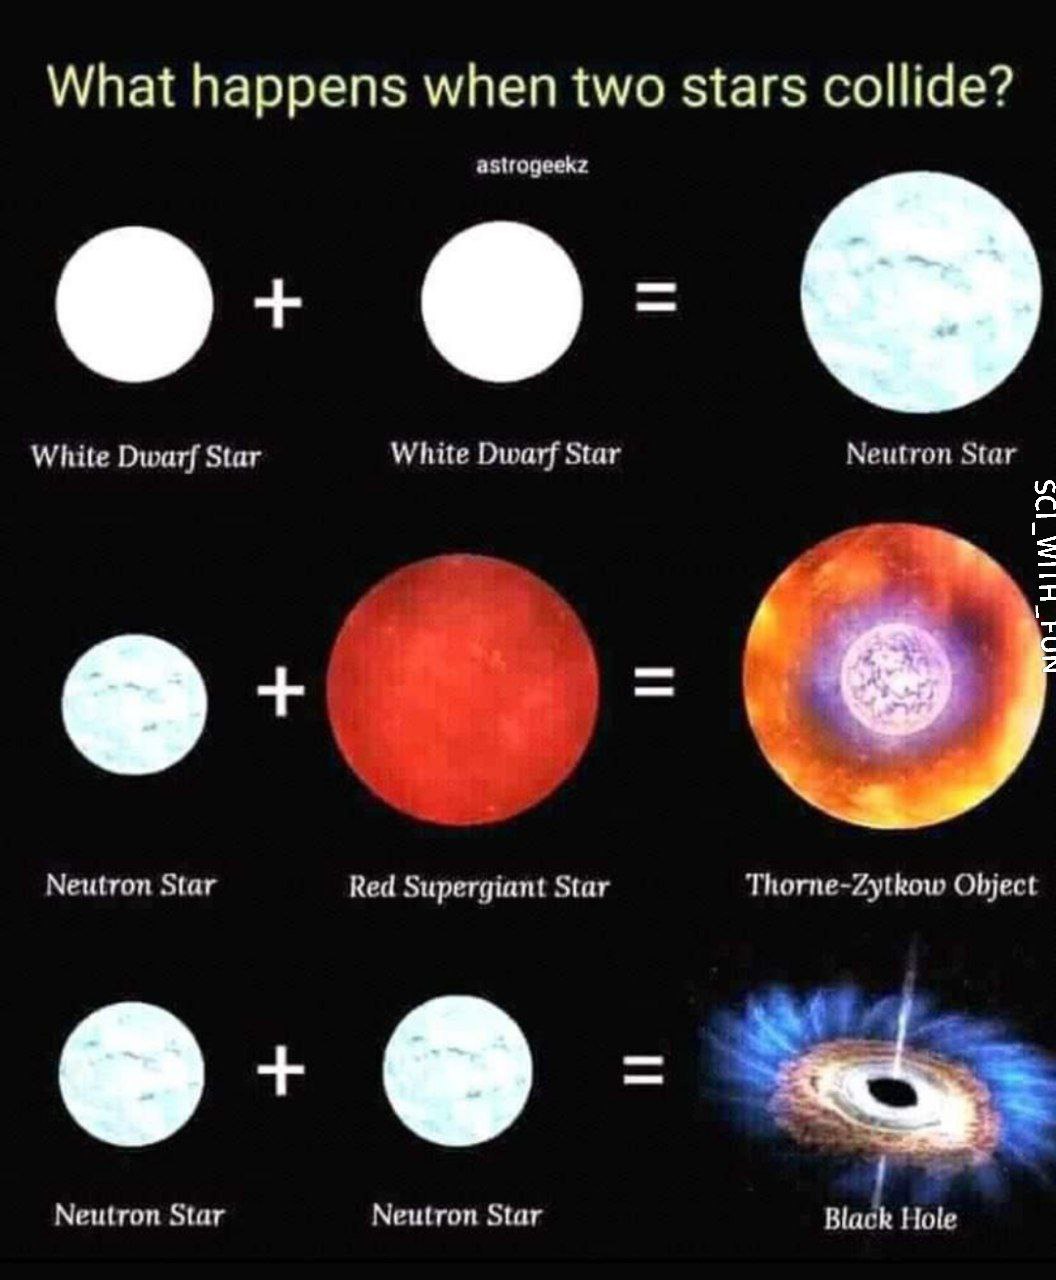 What happens when two stars collide?
astrogeekz
+ =
White Dwarf Star White Dwarf Star Neutron Star
SCI_WITH_FUN
+ =
Neutron Star Red Supergiant Star Thorne-Zytkow Object
+ =
Neutron Star Neutron Star Black Hole